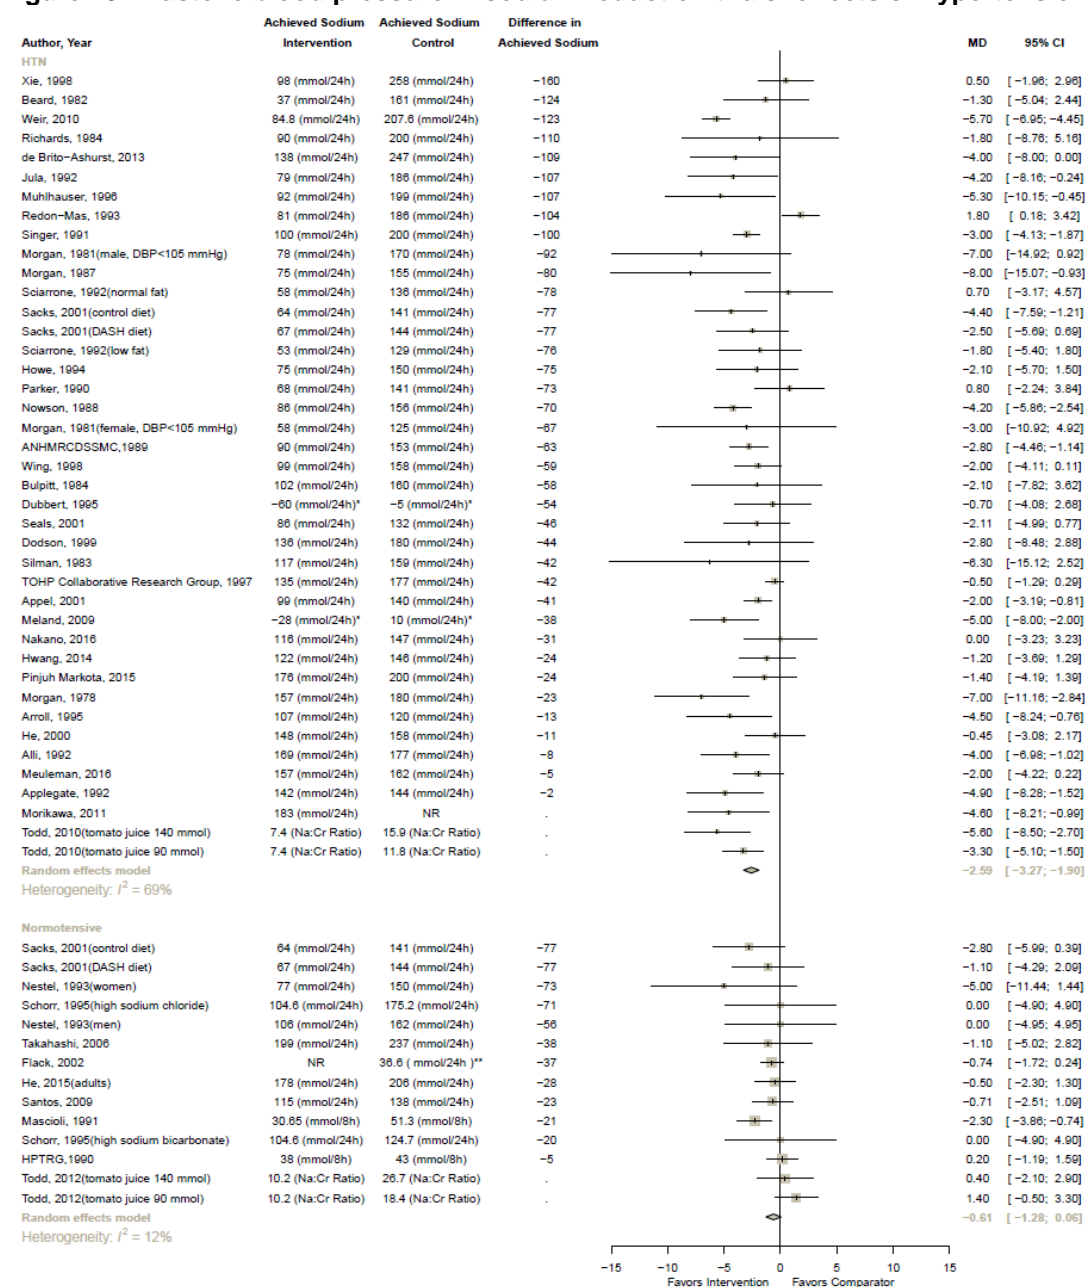 Achieved Sodium Achieved Sodium Difference in
Author, Year Intervention Control Achieved Sodium MD 95% CI
HTN
Xie, 1998 98 (mmol/24h) 258 (mmol/24h) −160 0.50 [ −1.96; 2.96]
Beard, 1982 37 (mmol/24h) 161 (mmol/24h) −124 −1.30 [ −5.04; 2.44]
Weir, 2010 84.8 (mmol/24h) 207.6 (mmol/24h) −123 −5.70 [ −6.95; −4.45]
Richards, 1984 90 (mmol/24h) 200 (mmol/24h) −110 −1.80 [ −8.76; 5.16]
de Brito−Ashurst, 2013 138 (mmol/24h) 247 (mmol/24h) −109 −4.00 [ −8.00; 0.00]
Jula, 1992 79 (mmol/24h) 186 (mmol/24h) −107 −4.20 [ −8.16; −0.24]
Muhlhauser, 1996 92 (mmol/24h) 199 (mmol/24h) −107 −5.30 [−10.15; −0.45]
Redon−Mas, 1993 81 (mmol/24h) 186 (mmol/24h) −104 1.80 [ 0.18; 3.42]
Singer, 1991 100 (mmol/24h) 200 (mmol/24h) −100 −3.00 [ −4.13; −1.87]
Morgan, 1981(male, DBP<105 mmHg) 78 (mmol/24h) 170 (mmol/24h) −92 −7.00 [−14.92; 0.92]
Morgan, 1987 75 (mmol/24h) 155 (mmol/24h) −80 −8.00 [−15.07; −0.93]
Sciarrone, 1992(normal fat) 58 (mmol/24h) 136 (mmol/24h) −78 0.70 [ −3.17; 4.57]
Sacks, 2001(control diet) 64 (mmol/24h) 141 (mmol/24h) −77 −4.40 [ −7.59; −1.21]
Sacks, 2001(DASH diet) 67 (mmol/24h) 144 (mmol/24h) −77 −2.50 [ −5.69; 0.69]
Sciarrone, 1992(low fat) 53 (mmol/24h) 129 (mmol/24h) −76 −1.80 [ −5.40; 1.80]
Howe, 1994 75 (mmol/24h) 150 (mmol/24h) −75 −2.10 [ −5.70; 1.50]
Parker, 1990 68 (mmol/24h) 141 (mmol/24h) −73 0.80 [ −2.24; 3.84]
Nowson, 1988 86 (mmol/24h) 156 (mmol/24h) −70 −4.20 [ −5.86; −2.54]
Morgan, 1981(female, DBP<105 mmHg) 58 (mmol/24h) 125 (mmol/24h) −67 −3.00 [−10.92; 4.92]
ANHMRCDSSMC,1989 90 (mmol/24h) 153 (mmol/24h) −63 −2.80 [ −4.46; −1.14]
Wing, 1998 99 (mmol/24h) 158 (mmol/24h) −59 −2.00 [ −4.11; 0.11]
Bulpitt, 1984 102 (mmol/24h) 160 (mmol/24h) −58 −2.10 [ −7.82; 3.62]
Dubbert, 1995 −60 (mmol/24h)* −5 (mmol/24h)* −54 −0.70 [ −4.08; 2.68]
Seals, 2001 86 (mmol/24h) 132 (mmol/24h) −46 −2.11 [ −4.99; 0.77]
Dodson, 1999 136 (mmol/24h) 180 (mmol/24h) −44 −2.80 [ −8.48; 2.88]
Silman, 1983 117 (mmol/24h) 159 (mmol/24h) −42 −6.30 [−15.12; 2.52]
TOHP Collaborative Research Group, 1997 135 (mmol/24h) 177 (mmol/24h) −42 −0.50 [ −1.29; 0.29]
Appel, 2001 99 (mmol/24h) 140 (mmol/24h) −41 −2.00 [ −3.19; −0.81]
Meland, 2009 −28 (mmol/24h)* 10 (mmol/24h)* −38 −5.00 [ −8.00; −2.00]
Nakano, 2016 116 (mmol/24h) 147 (mmol/24h) −31 0.00 [ −3.23; 3.23]
Hwang, 2014 122 (mmol/24h) 146 (mmol/24h) −24 −1.20 [ −3.69; 1.29]
Pinjuh Markota, 2015 176 (mmol/24h) 200 (mmol/24h) −24 −1.40 [ −4.19; 1.39]
Morgan, 1978 157 (mmol/24h) 180 (mmol/24h) −23 −7.00 [−11.16; −2.84]
Arroll, 1995 107 (mmol/24h) 120 (mmol/24h) −13 −4.50 [ −8.24; −0.76]
He, 2000 148 (mmol/24h) 158 (mmol/24h) −11 −0.45 [ −3.08; 2.17]
Alli, 1992 169 (mmol/24h) 177 (mmol/24h) −8 −4.00 [ −6.98; −1.02]
Meuleman, 2016 157 (mmol/24h) 162 (mmol/24h) −5 −2.00 [ −4.22; 0.22]
Applegate, 1992 142 (mmol/24h) 144 (mmol/24h) −2 −4.90 [ −8.28; −1.52]
Morikawa, 2011 183 (mmol/24h) NR . −4.60 [ −8.21; −0.99]
Todd, 2010(tomato juice 140 mmol) 7.4 (Na:Cr Ratio) 15.9 (Na:Cr Ratio) . −5.60 [ −8.50; −2.70]
Todd, 2010(tomato juice 90 mmol) 7.4 (Na:Cr Ratio) 11.8 (Na:Cr Ratio) . −3.30 [ −5.10; −1.50]
Random effects model −2.59 [ −3.27; −1.90]
Heterogeneity: I² = 69%
Normotensive
Sacks, 2001(control diet) 64 (mmol/24h) 141 (mmol/24h) −77 −2.80 [ −5.99; 0.39]
Sacks, 2001(DASH diet) 67 (mmol/24h) 144 (mmol/24h) −77 −1.10 [ −4.29; 2.09]
Nestel, 1993(women) 77 (mmol/24h) 150 (mmol/24h) −73 −5.00 [−11.44; 1.44]
Schorr, 1995(high sodium chloride) 104.6 (mmol/24h) 175.2 (mmol/24h) −71 0.00 [ −4.90; 4.90]
Nestel, 1993(men) 106 (mmol/24h) 162 (mmol/24h) −56 0.00 [ −4.95; 4.95]
Takahashi, 2006 199 (mmol/24h) 237 (mmol/24h) −38 −1.10 [ −5.02; 2.82]
Flack, 2002 NR 36.6 ( mmol/24h )** −37 −0.74 [ −1.72; 0.24]
He, 2015(adults) 178 (mmol/24h) 206 (mmol/24h) −28 −0.50 [ −2.30; 1.30]
Santos, 2009 115 (mmol/24h) 138 (mmol/24h) −23 −0.71 [ −2.51; 1.09]
Mascioli, 1991 30.65 (mmol/8h) 51.3 (mmol/8h) −21 −2.30 [ −3.86; −0.74]
Schorr, 1995(high sodium bicarbonate) 104.6 (mmol/24h) 124.7 (mmol/24h) −20 0.00 [ −4.90; 4.90]
HPTRG,1990 38 (mmol/8h) 43 (mmol/8h) −5 0.20 [ −1.19; 1.59]
Todd, 2012(tomato juice 140 mmol) 10.2 (Na:Cr Ratio) 26.7 (Na:Cr Ratio) . 0.40 [ −2.10; 2.90]
Todd, 2012(tomato juice 90 mmol) 10.2 (Na:Cr Ratio) 18.4 (Na:Cr Ratio) . 1.40 [ −0.50; 3.30]
Random effects model −0.61 [ −1.28; 0.06]
Heterogeneity: I² = 12%
−15 −10 −5 0 5 10 15
Favors Intervention Favors Comparator